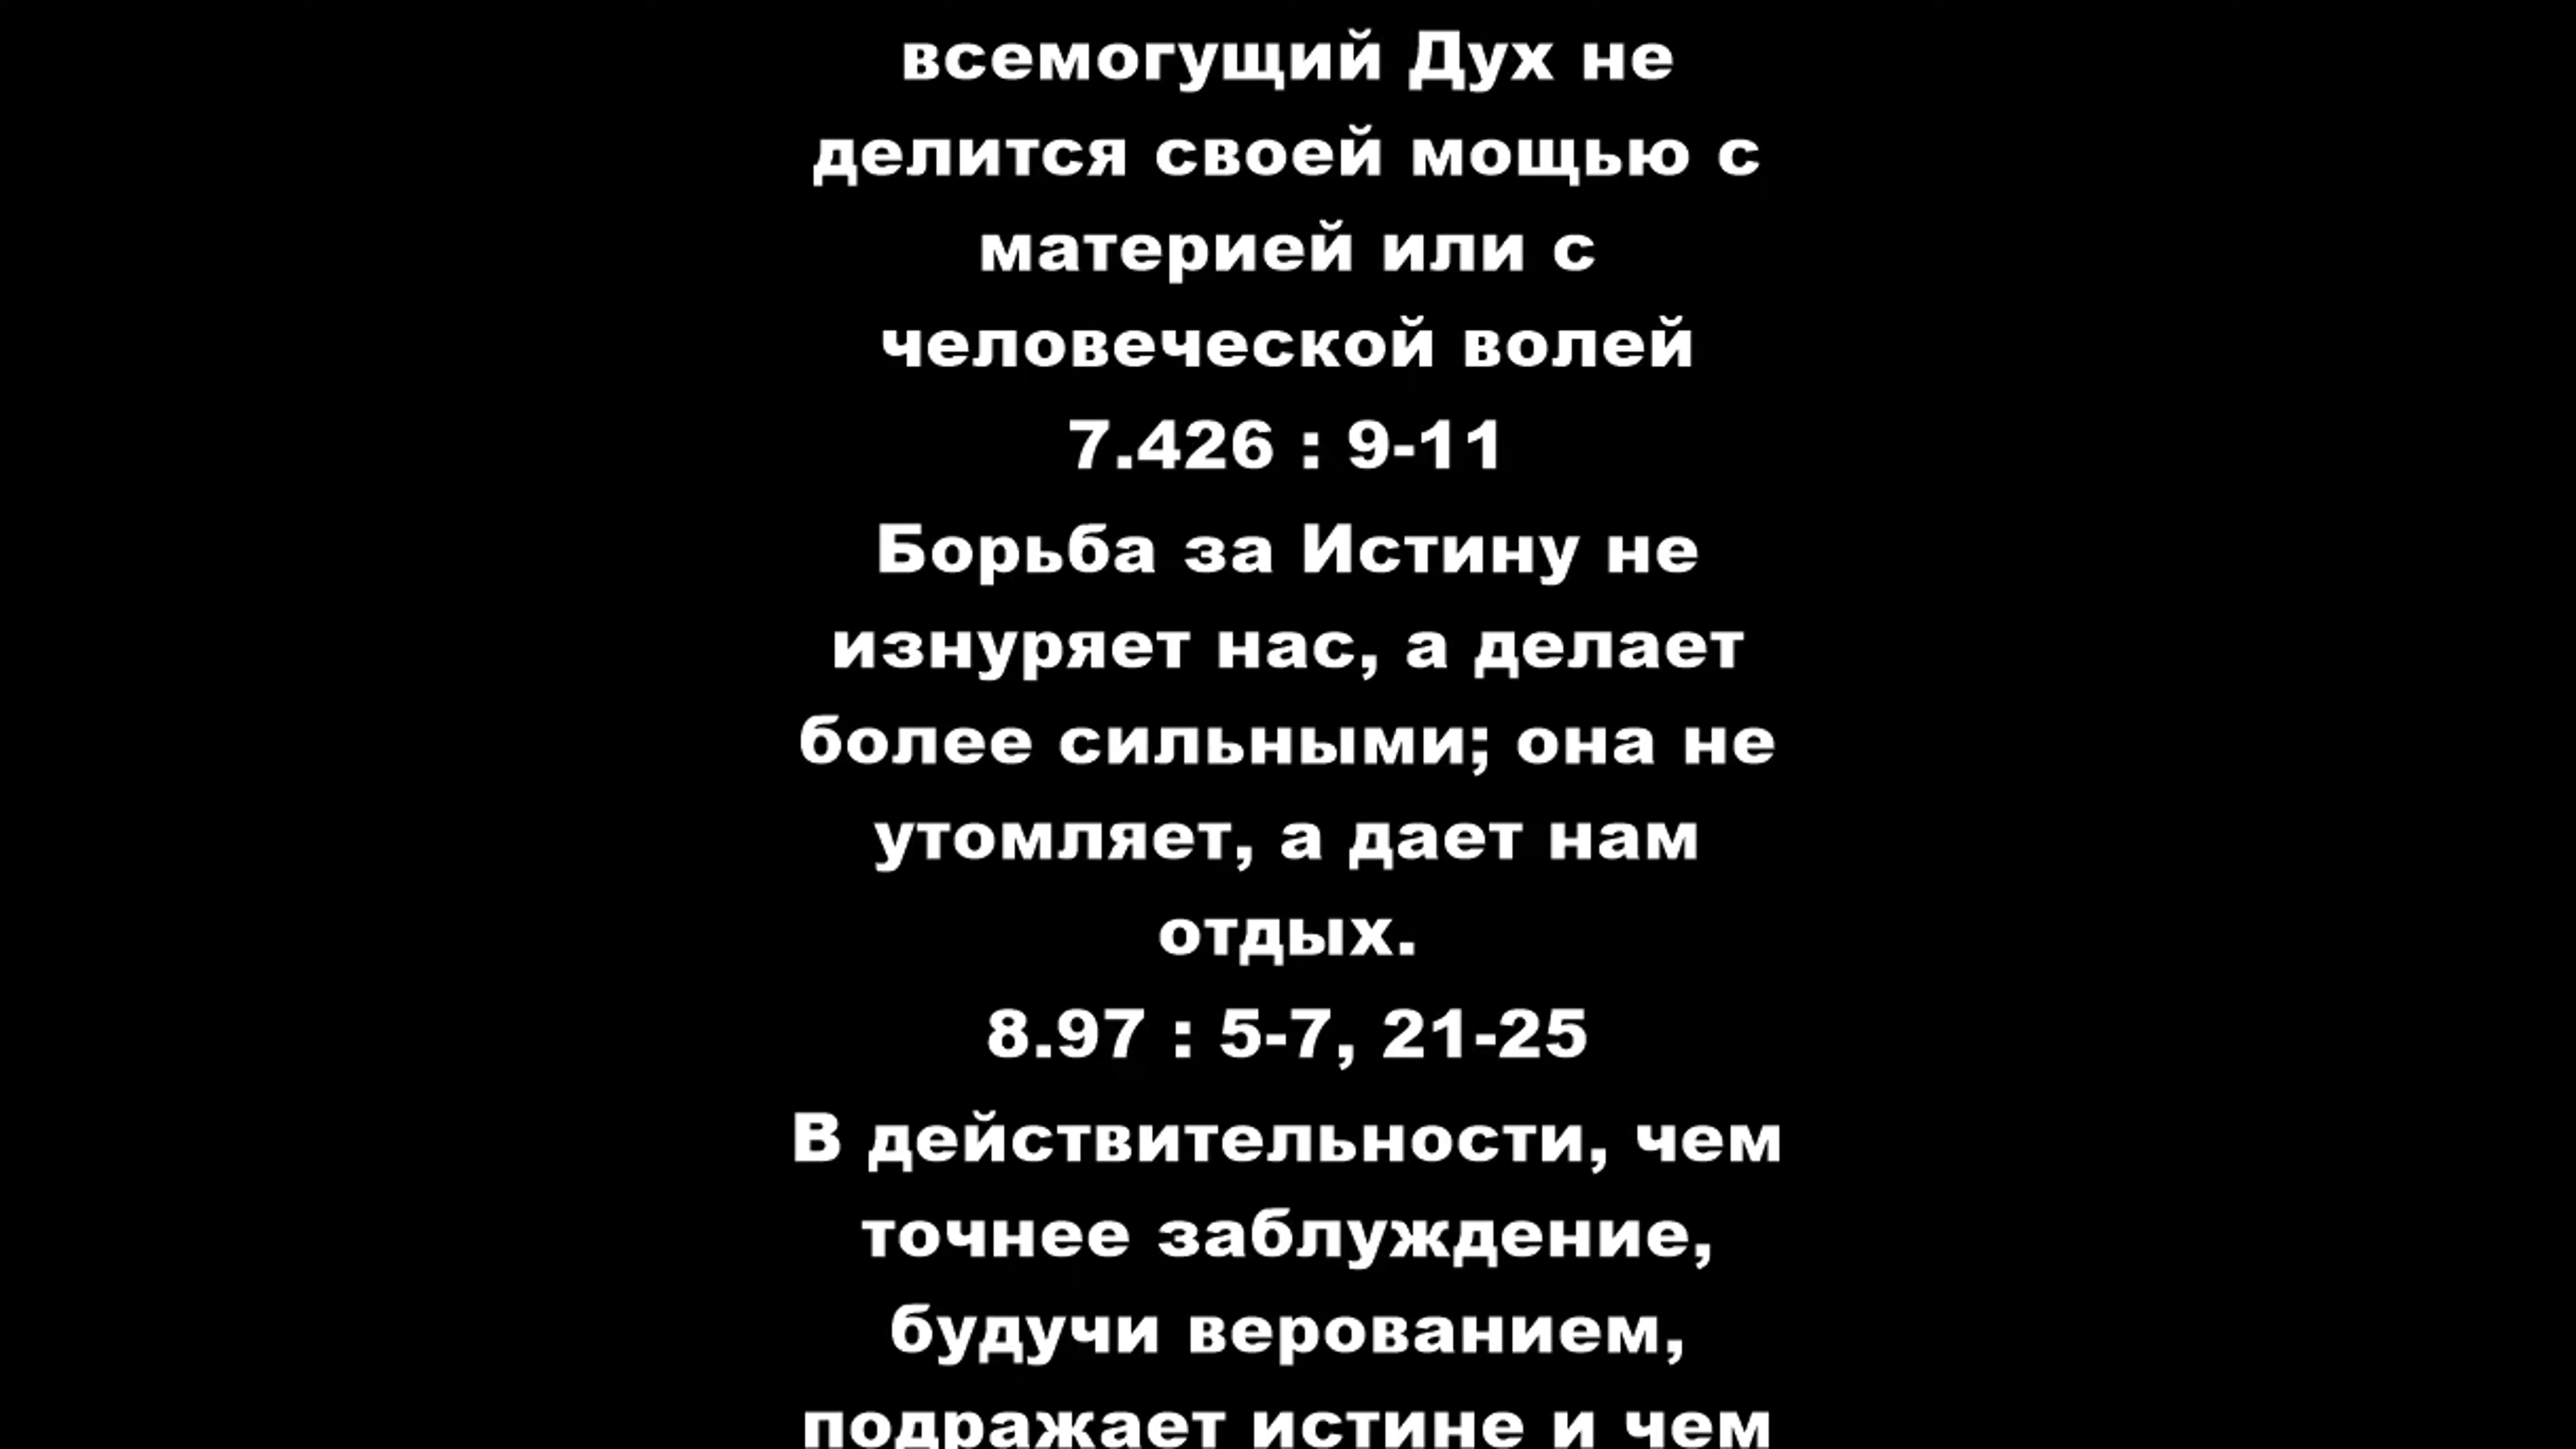 всемогущий Дух не
делится своей мощью с
материей или с
человеческой волей
7.426 : 9-11
Борьба за Истину не
изнуряет нас, а делает
более сильными; она не
утомляет, а дает нам
отдых.
8.97 : 5-7, 21-25
В действительности, чем
точнее заблуждение,
будучи верованием,
подражает истине и чем